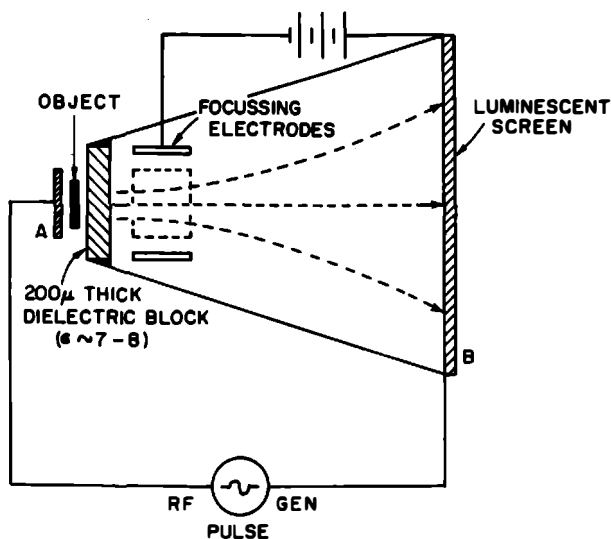 OBJECT
FOCUSSING
ELECTRODES
LUMINESCENT
SCREEN
A
200μ THICK
DIELECTRIC BLOCK
(ε ~ 7-8)
B
RF GEN
PULSE